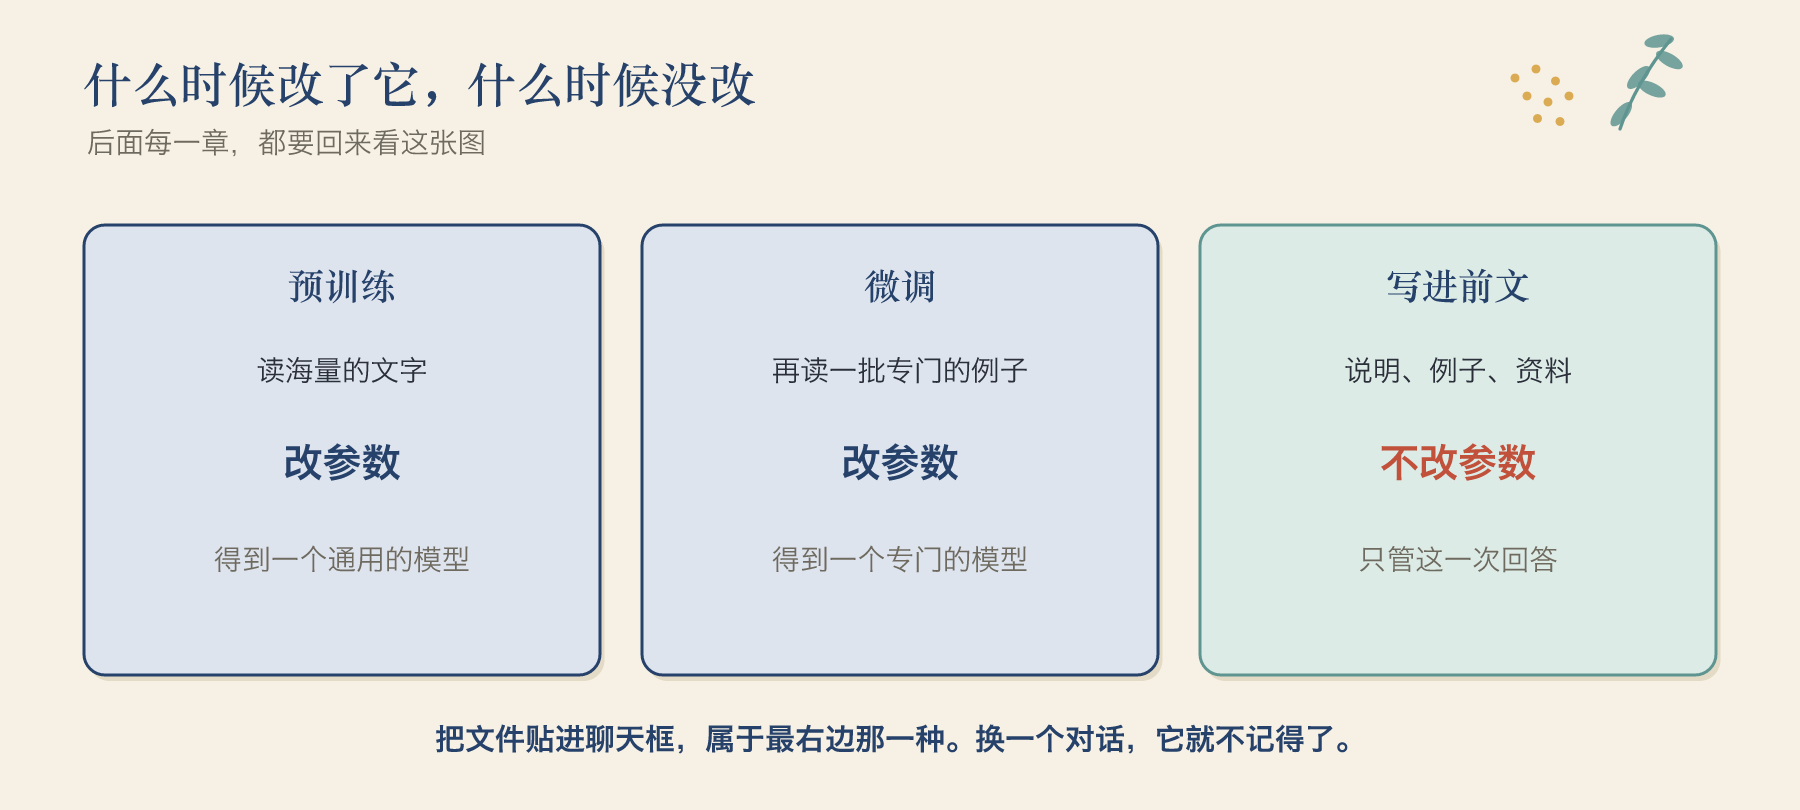 什么时候改了它，什么时候没改
后面每一章，都要回来看这张图
预训练
读海量的文字
改参数
得到一个通用的模型
微调
再读一批专门的例子
改参数
得到一个专门的模型
写进前文
说明、例子、资料
不改参数
只管这一次回答
把文件贴进聊天框，属于最右边那一种。换一个对话，它就不记得了。